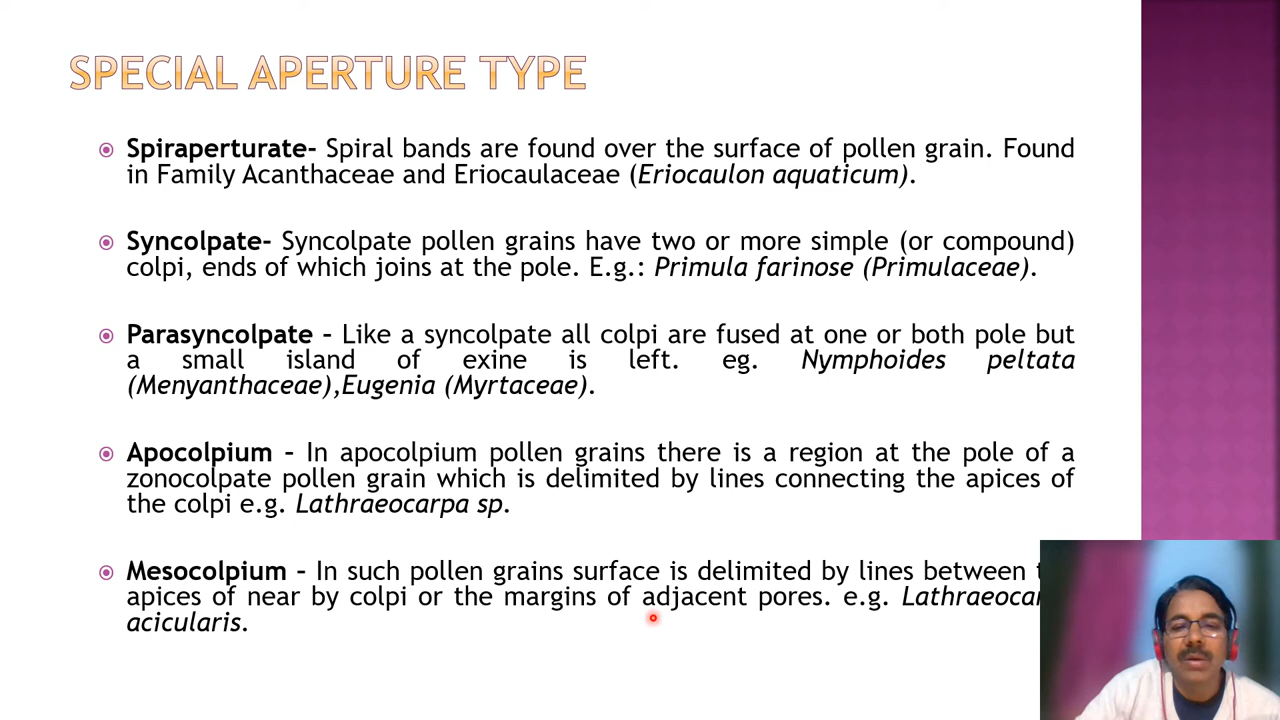 SPECIAL APERTURE TYPE
Spiraperturate- Spiral bands are found over the surface of pollen grain. Found
in Family Acanthaceae and Eriocaulaceae (Eriocaulon aquaticum).
Syncolpate- Syncolpate pollen grains have two or more simple (or compound)
colpi, ends of which joins at the pole. E.g.: Primula farinose (Primulaceae).
Parasyncolpate – Like a syncolpate all colpi are fused at one or both pole but
a small island of exine is left. eg. Nymphoides peltata
(Menyanthaceae),Eugenia (Myrtaceae).
Apocolpium – In apocolpium pollen grains there is a region at the pole of a
zonocolpate pollen grain which is delimited by lines connecting the apices of
the colpi e.g. Lathraeocarpa sp.
Mesocolpium – In such pollen grains surface is delimited by lines between
apices of near by colpi or the margins of adjacent pores. e.g.
acicularis.